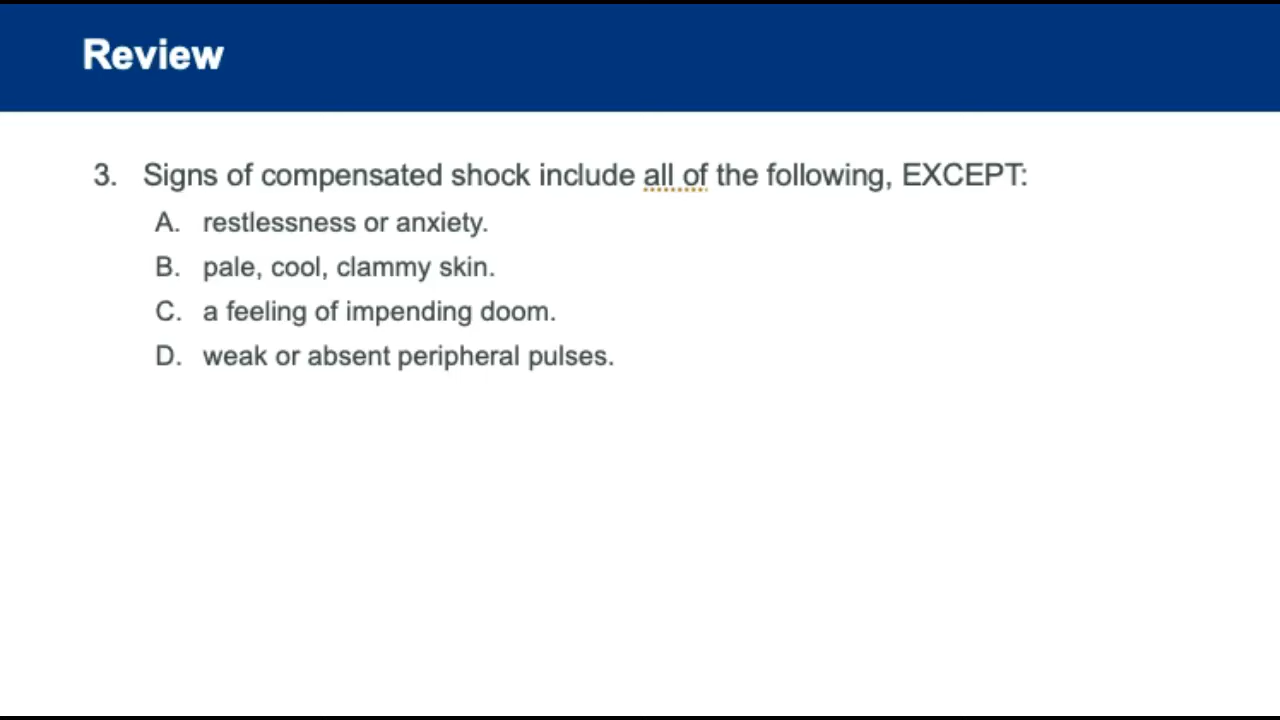 Review
3. Signs of compensated shock include all of the following, EXCEPT:
A. restlessness or anxiety.
B. pale, cool, clammy skin.
C. a feeling of impending doom.
D. weak or absent peripheral pulses.